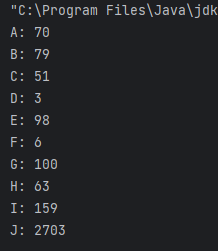 "C:\Program Files\Java\jdk
A: 70
B: 79
C: 51
D: 3
E: 98
F: 6
G: 100
H: 63
I: 159
J: 2703